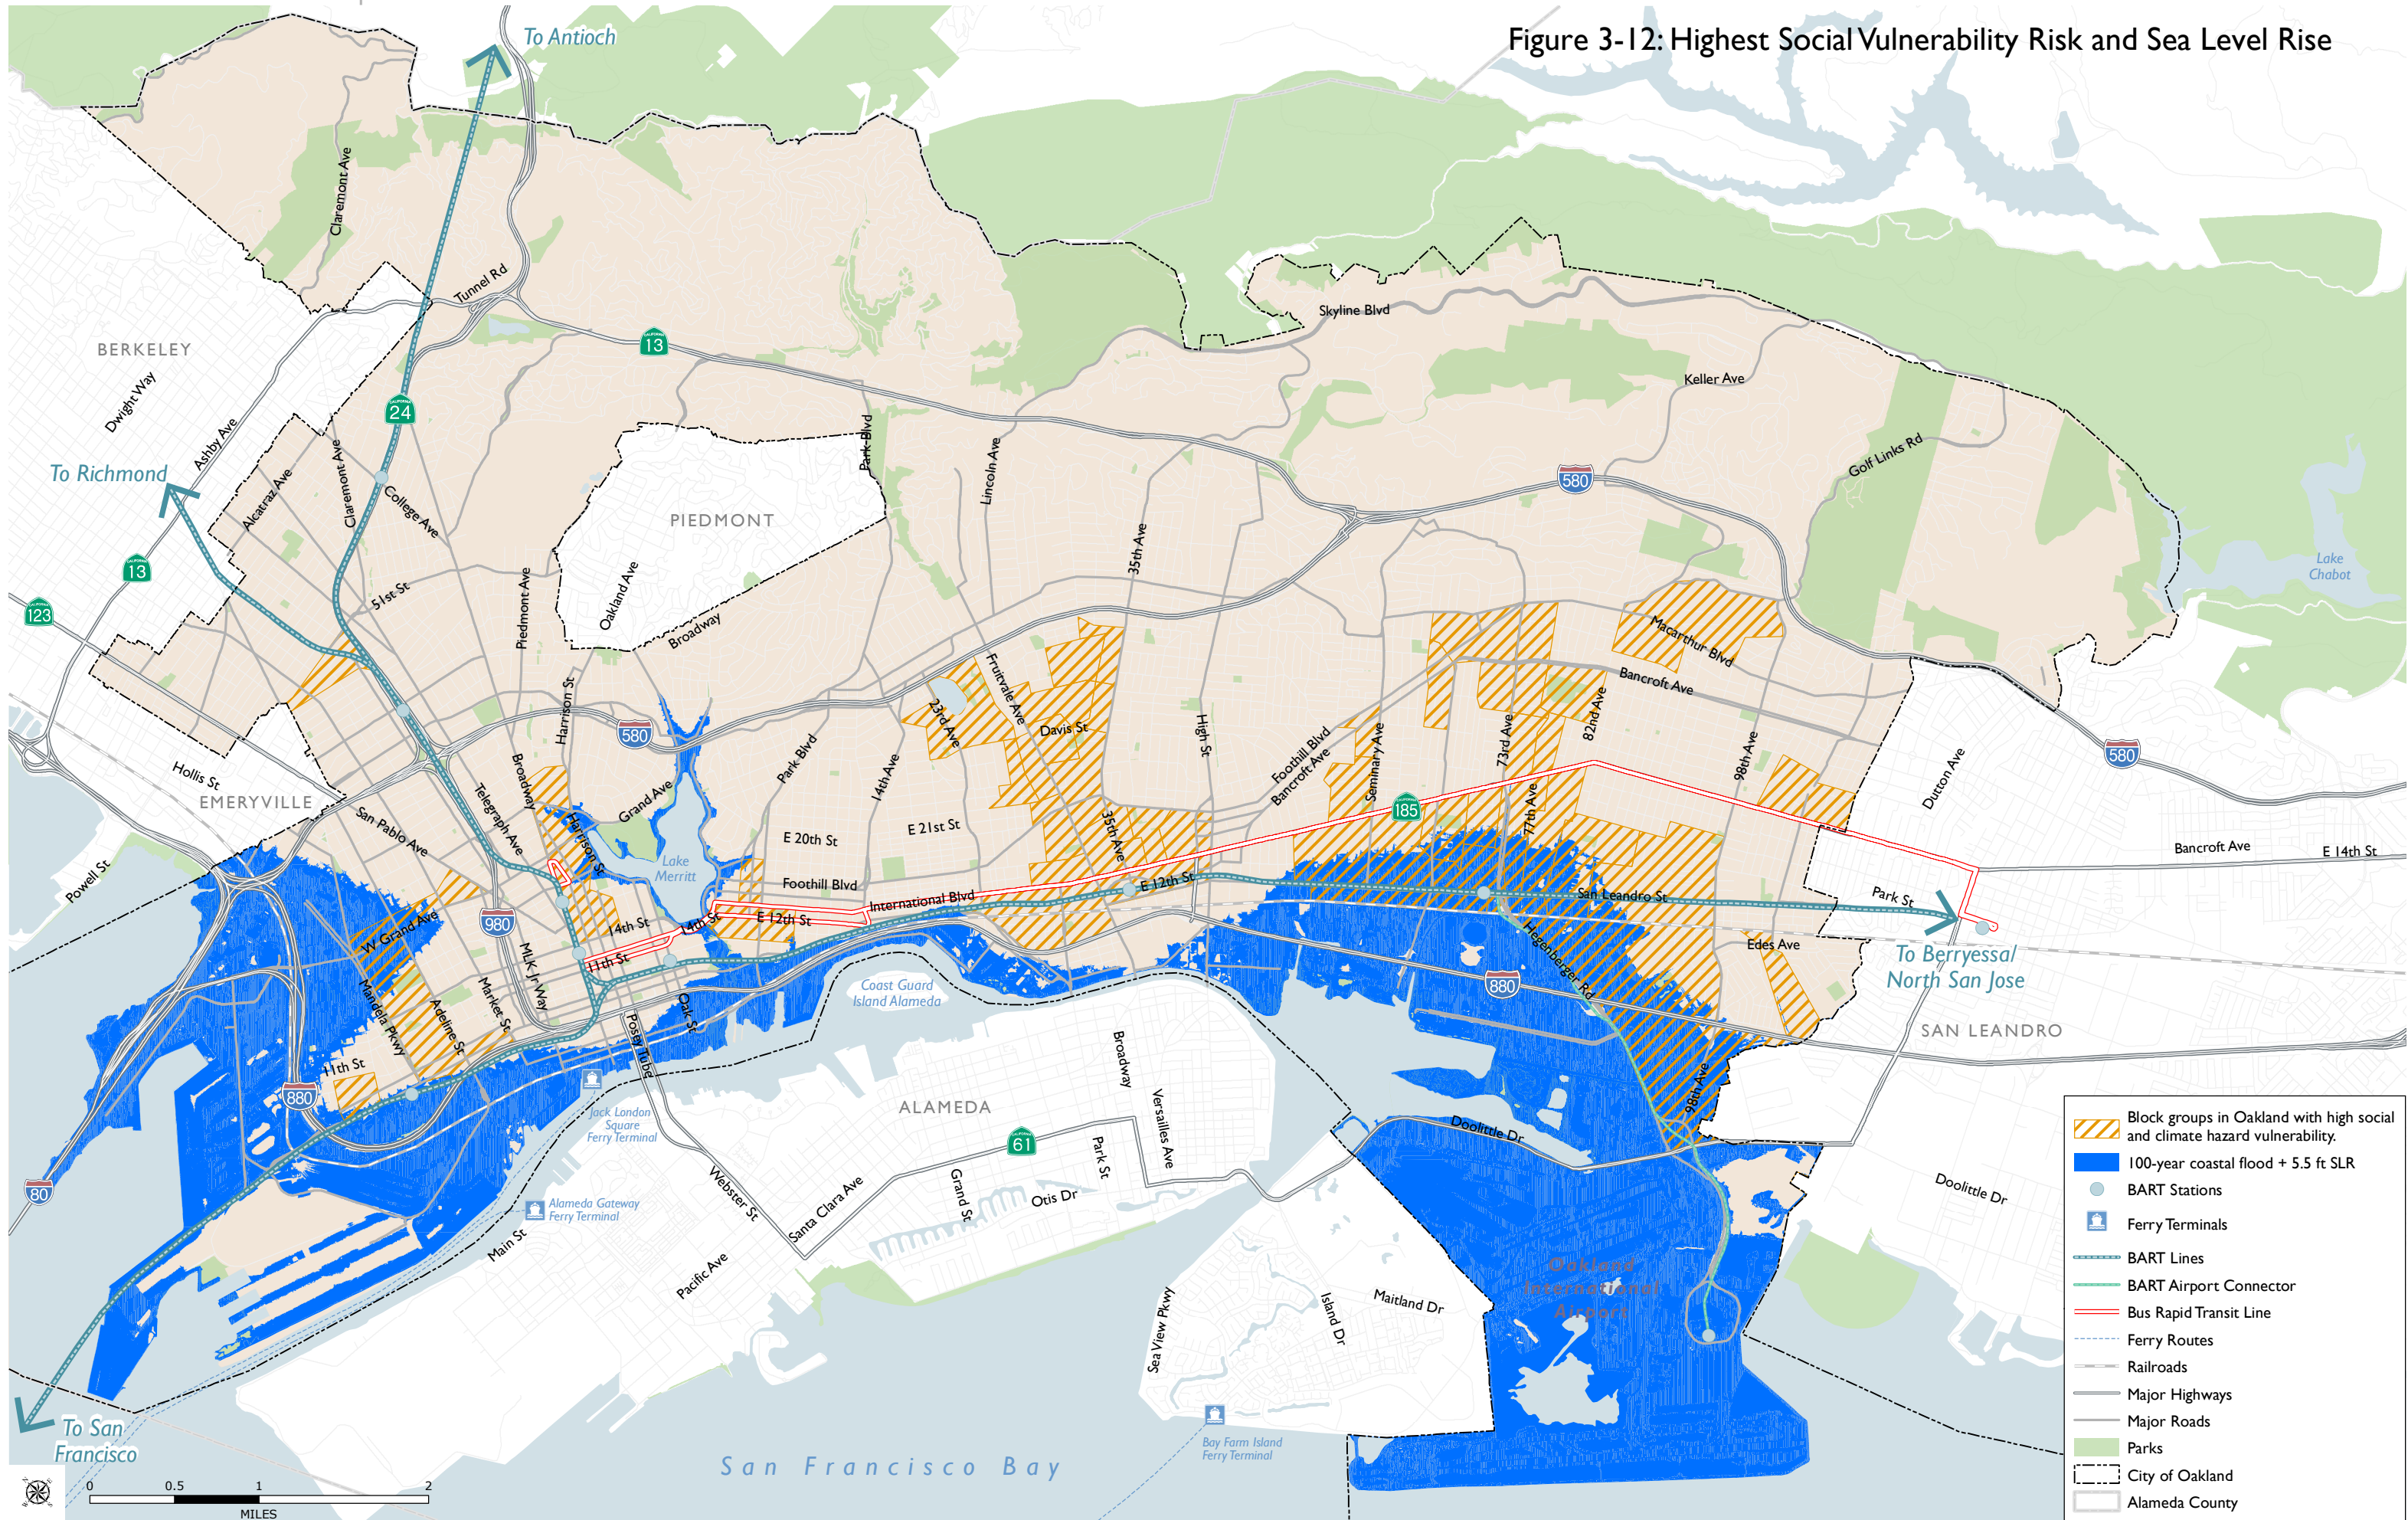 Figure 3-12: Highest Social Vulnerability Risk and Sea Level Rise
To Antioch
Claremont Ave
Tunnel Rd
CALIFORNIA
13
Skyline Blvd
BERKELEY
Dwight Way
Keller Ave
CALIFORNIA
24
Ashby Ave
Park Blvd
Lincoln Ave
Golf Links Rd
To Richmond
Alcatraz Ave
Claremont Ave
College Ave
580
PIEDMONT
35th Ave
CALIFORNIA
13
51st St
Piedmont Ave
Oakland Ave
Broadway
Lake
Chabot
CALIFORNIA
123
Macarthur Blvd
Bancroft Ave
Fruitvale Ave
23rd Ave
Davis St
82nd Ave
73rd Ave
High St
Harrison St
580
Park Blvd
14th Ave
Foothill Blvd
Bancroft Ave
Seminary Ave
98th Ave
Dutton Ave
580
Hollis St
EMERYVILLE
Broadway
Telegraph Ave
San Pablo Ave
Grand Ave
Harrison St
CALIFORNIA
185
77th Ave
35th Ave
E 20th St
E 21st St
Bancroft Ave
E 14th St
Powell St
Lake
Merritt
Foothill Blvd
E 12th St
International Blvd
San Leandro St
Park St
W Grand Ave
980
14th St
14th St
E 12th St
11th St
MLK Jr Way
Market St
Adeline St
Mandela Pkwy
Oak St
Edes Ave
To Berryessa/
North San Jose
Hegenberger Rd
880
Coast Guard
Island Alameda
SAN LEANDRO
Posey Tube
11th St
880
Jack London
Square
Ferry Terminal
ALAMEDA
Broadway
Versailles Ave
98th Ave
Doolittle Dr
CALIFORNIA
61
Park St
80
Alameda Gateway
Ferry Terminal
Main St
Webster St
Santa Clara Ave
Grand St
Otis Dr
Doolittle Dr
Pacific Ave
Oakland
International
Airport
Sea View Pkwy
Island Dr
Maitland Dr
To San
Francisco
San Francisco Bay
Bay Farm Island
Ferry Terminal
0
0.5
1
2
MILES
Block groups in Oakland with high social
and climate hazard vulnerability.
100-year coastal flood + 5.5 ft SLR
BART Stations
Ferry Terminals
BART Lines
BART Airport Connector
Bus Rapid Transit Line
Ferry Routes
Railroads
Major Highways
Major Roads
Parks
City of Oakland
Alameda County